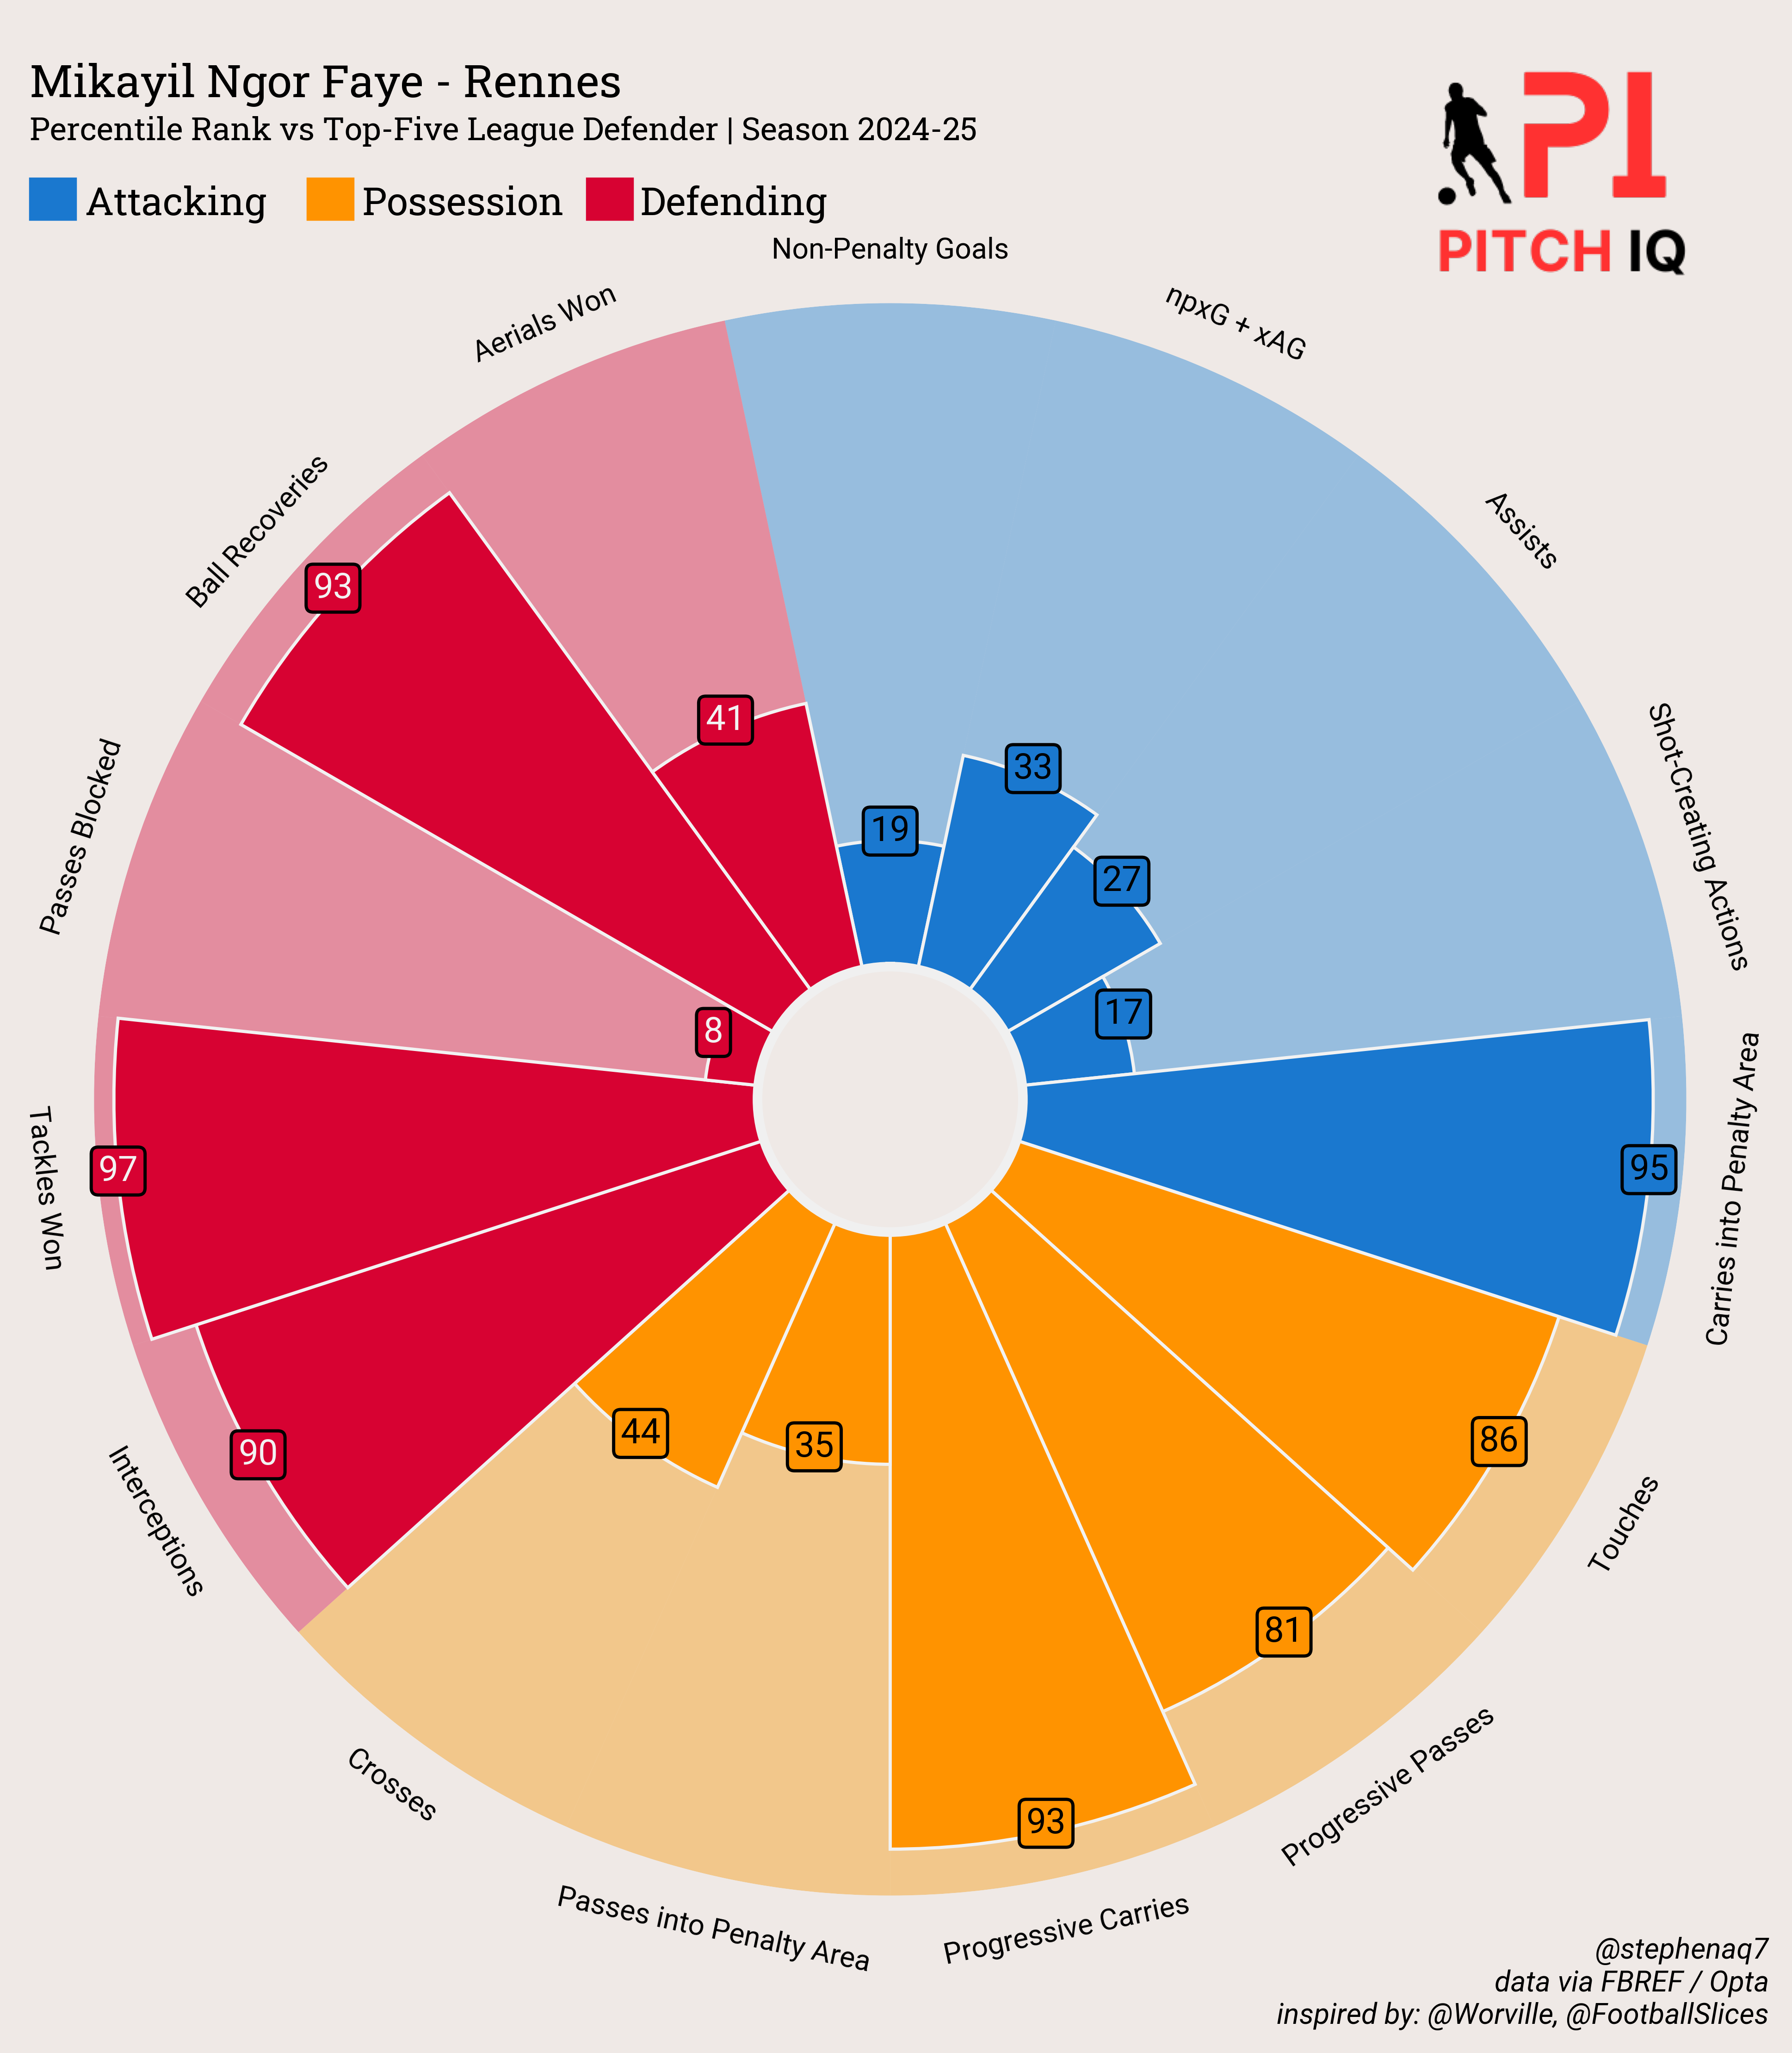 Mikayil Ngor Faye - Rennes
Percentile Rank vs Top-Five League Defender | Season 2024-25
Attacking Possession Defending
PI
PITCH IQ
Non-Penalty Goals
npxG + xAG
Assists
Shot-Creating Actions
Carries into Penalty Area
Touches
Progressive Passes
Progressive Carries
Passes into Penalty Area
Crosses
Interceptions
Tackles Won
Passes Blocked
Ball Recoveries
Aerials Won
19
33
27
17
95
86
81
93
35
44
90
97
8
93
41
@stephenaq7
data via FBREF / Opta
inspired by: @Worville, @FootballSlices